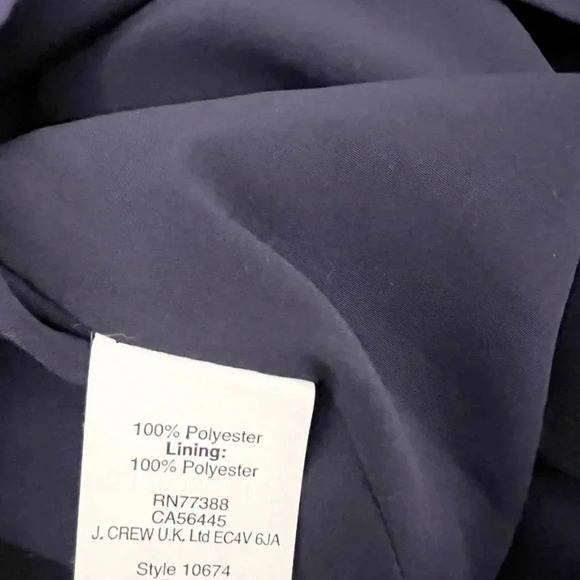 100% Polyester
Lining:
100% Polyester
RN77388
CA56445
J. CREW U.K. Ltd EC4V 6JA
Style 10674